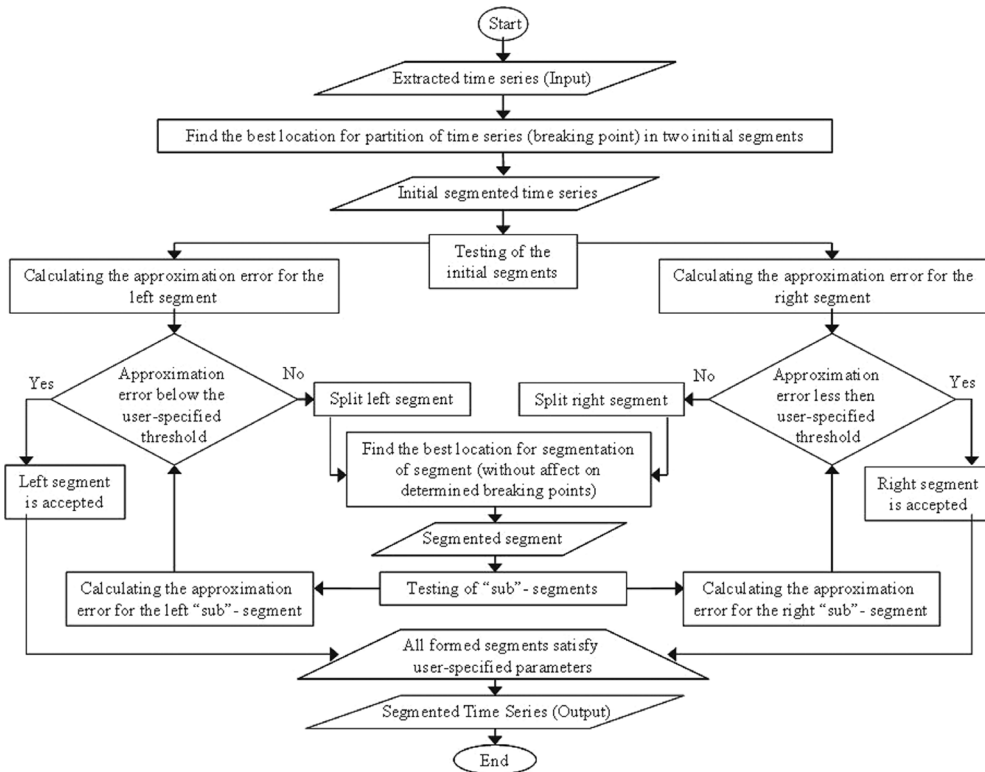 Start
Extracted time series (Input)
Find the best location for partition of time series (breaking point) in two initial segments
Initial segmented time series
Testing of the
initial segments
Calculating the approximation error for the
left segment
Calculating the approximation error for the
right segment
Yes
Approximation
error below the
user-specified
threshold
No
Split left segment
Split right segment
No
Approximation
error less then
user-specified
threshold
Yes
Find the best location for segmentation
of segment (without affect on
determined breaking points)
Left segment
is accepted
Right segment
is accepted
Segmented segment
Calculating the approximation
error for the left "sub"- segment
Testing of "sub"- segments
Calculating the approximation
error for the right "sub"- segment
All formed segments satisfy
user-specified parameters
Segmented Time Series (Output)
End